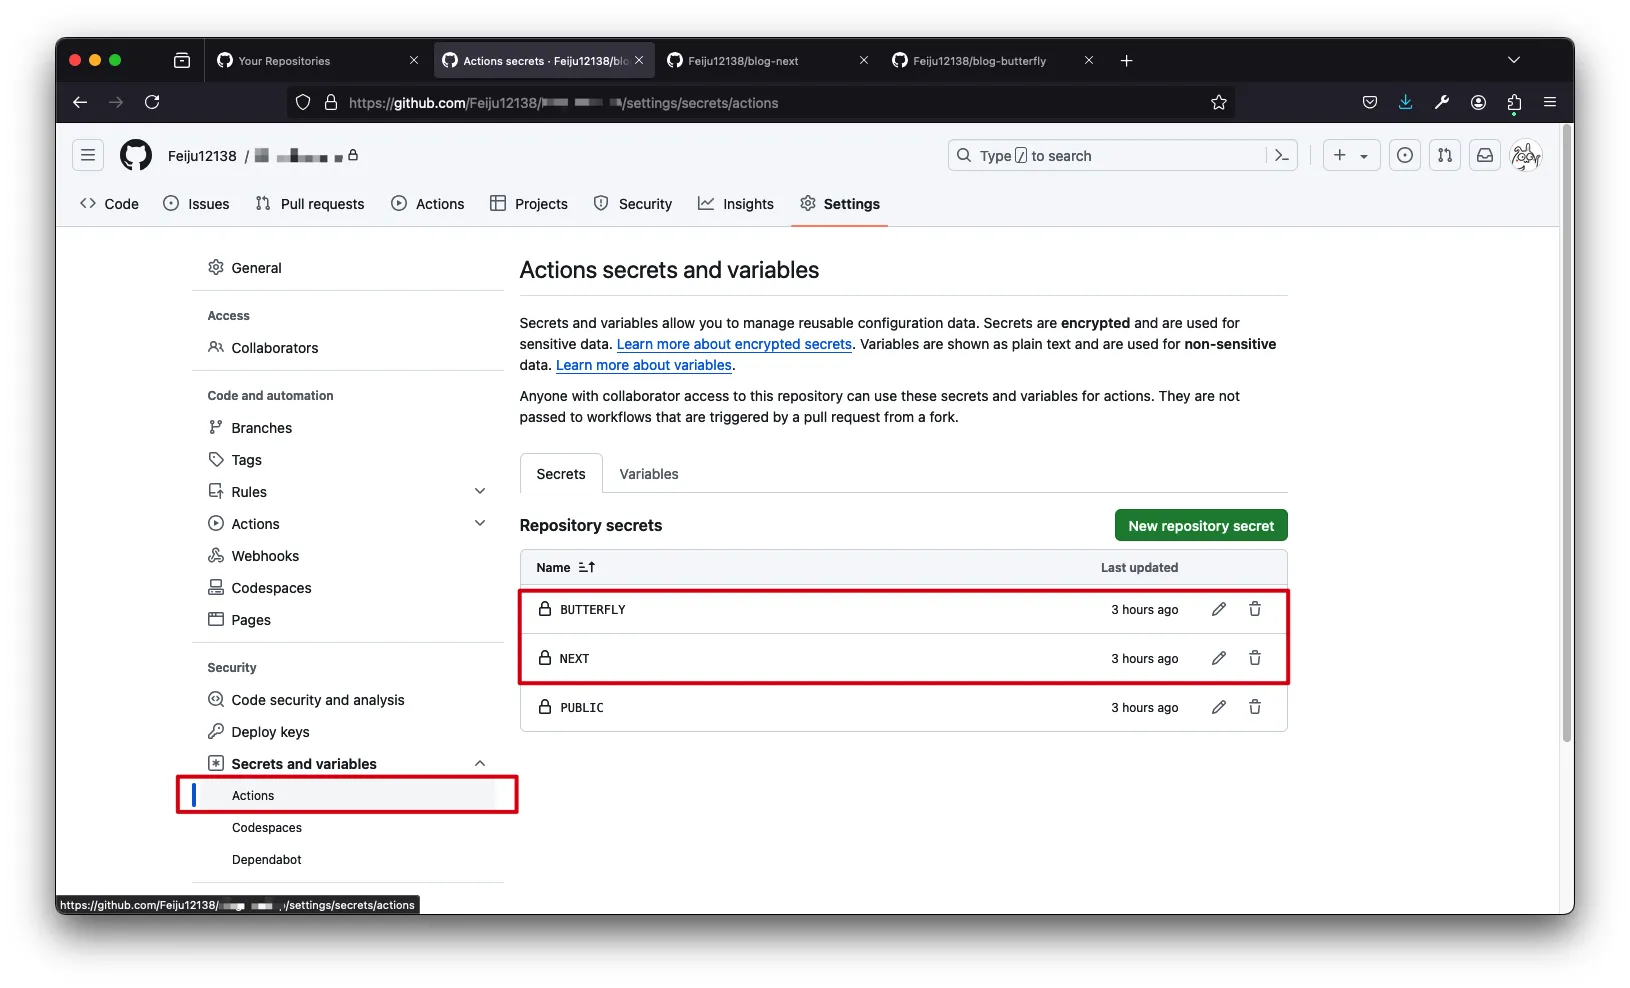 Your Repositories
Actions secrets · Feiju12138/blo
Feiju12138/blog-next
Feiju12138/blog-butterfly
https://github.com/Feiju12138/ /settings/secrets/actions
Feiju12138 /
Type / to search
Code
Issues
Pull requests
Actions
Projects
Security
Insights
Settings
General
Access
Collaborators
Code and automation
Branches
Tags
Rules
Actions
Webhooks
Codespaces
Pages
Security
Code security and analysis
Deploy keys
Secrets and variables
Actions
Codespaces
Dependabot
Actions secrets and variables
Secrets and variables allow you to manage reusable configuration data. Secrets are encrypted and are used for
sensitive data. Learn more about encrypted secrets. Variables are shown as plain text and are used for non-sensitive
data. Learn more about variables.
Anyone with collaborator access to this repository can use these secrets and variables for actions. They are not
passed to workflows that are triggered by a pull request from a fork.
Secrets
Variables
Repository secrets
New repository secret
Name
Last updated
BUTTERFLY
3 hours ago
NEXT
3 hours ago
PUBLIC
3 hours ago
https://github.com/Feiju12138/ /settings/secrets/actions